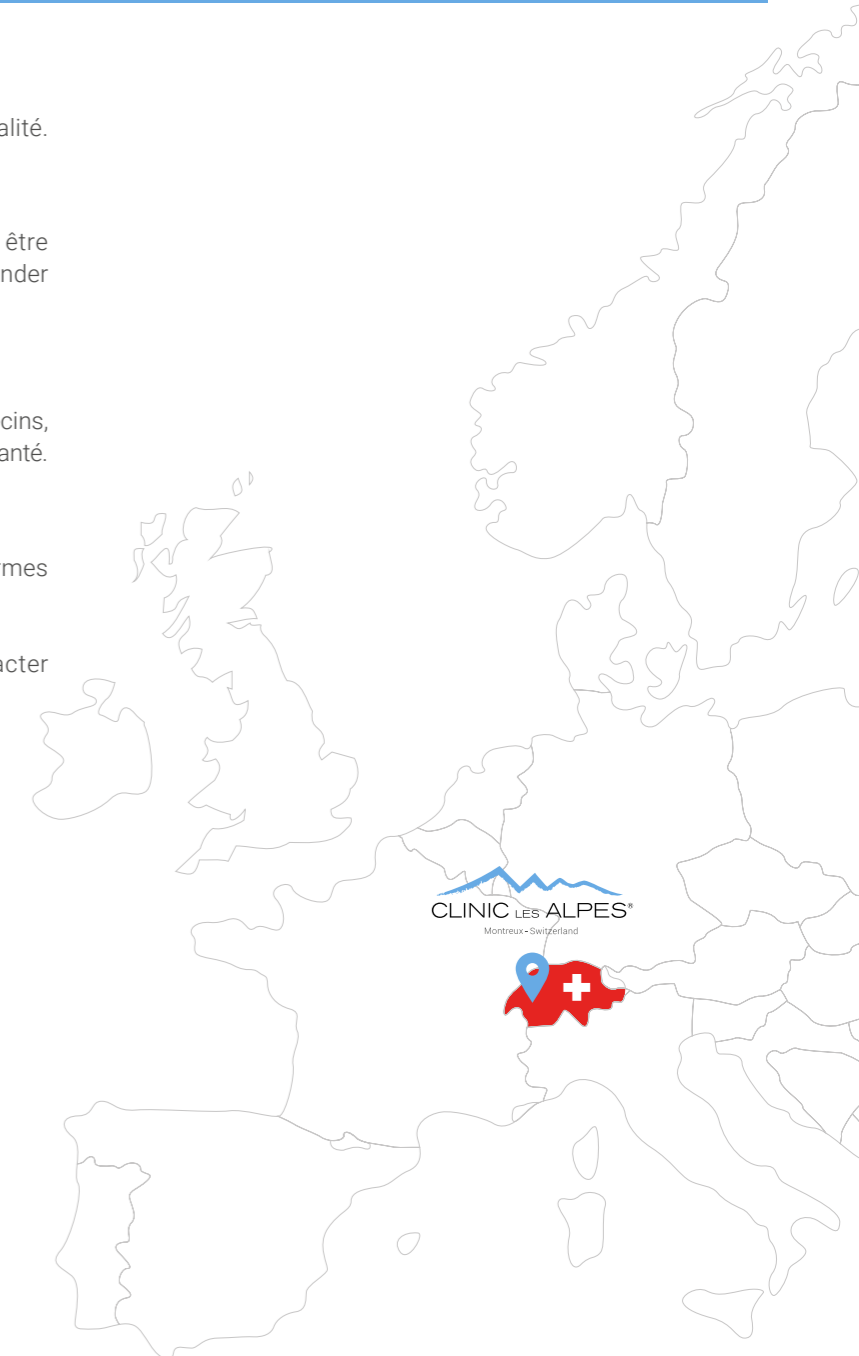 alité.
être
nder
cins,
anté.
rmes
acter
CLINIC LES ALPES®
Montreux - Switzerland